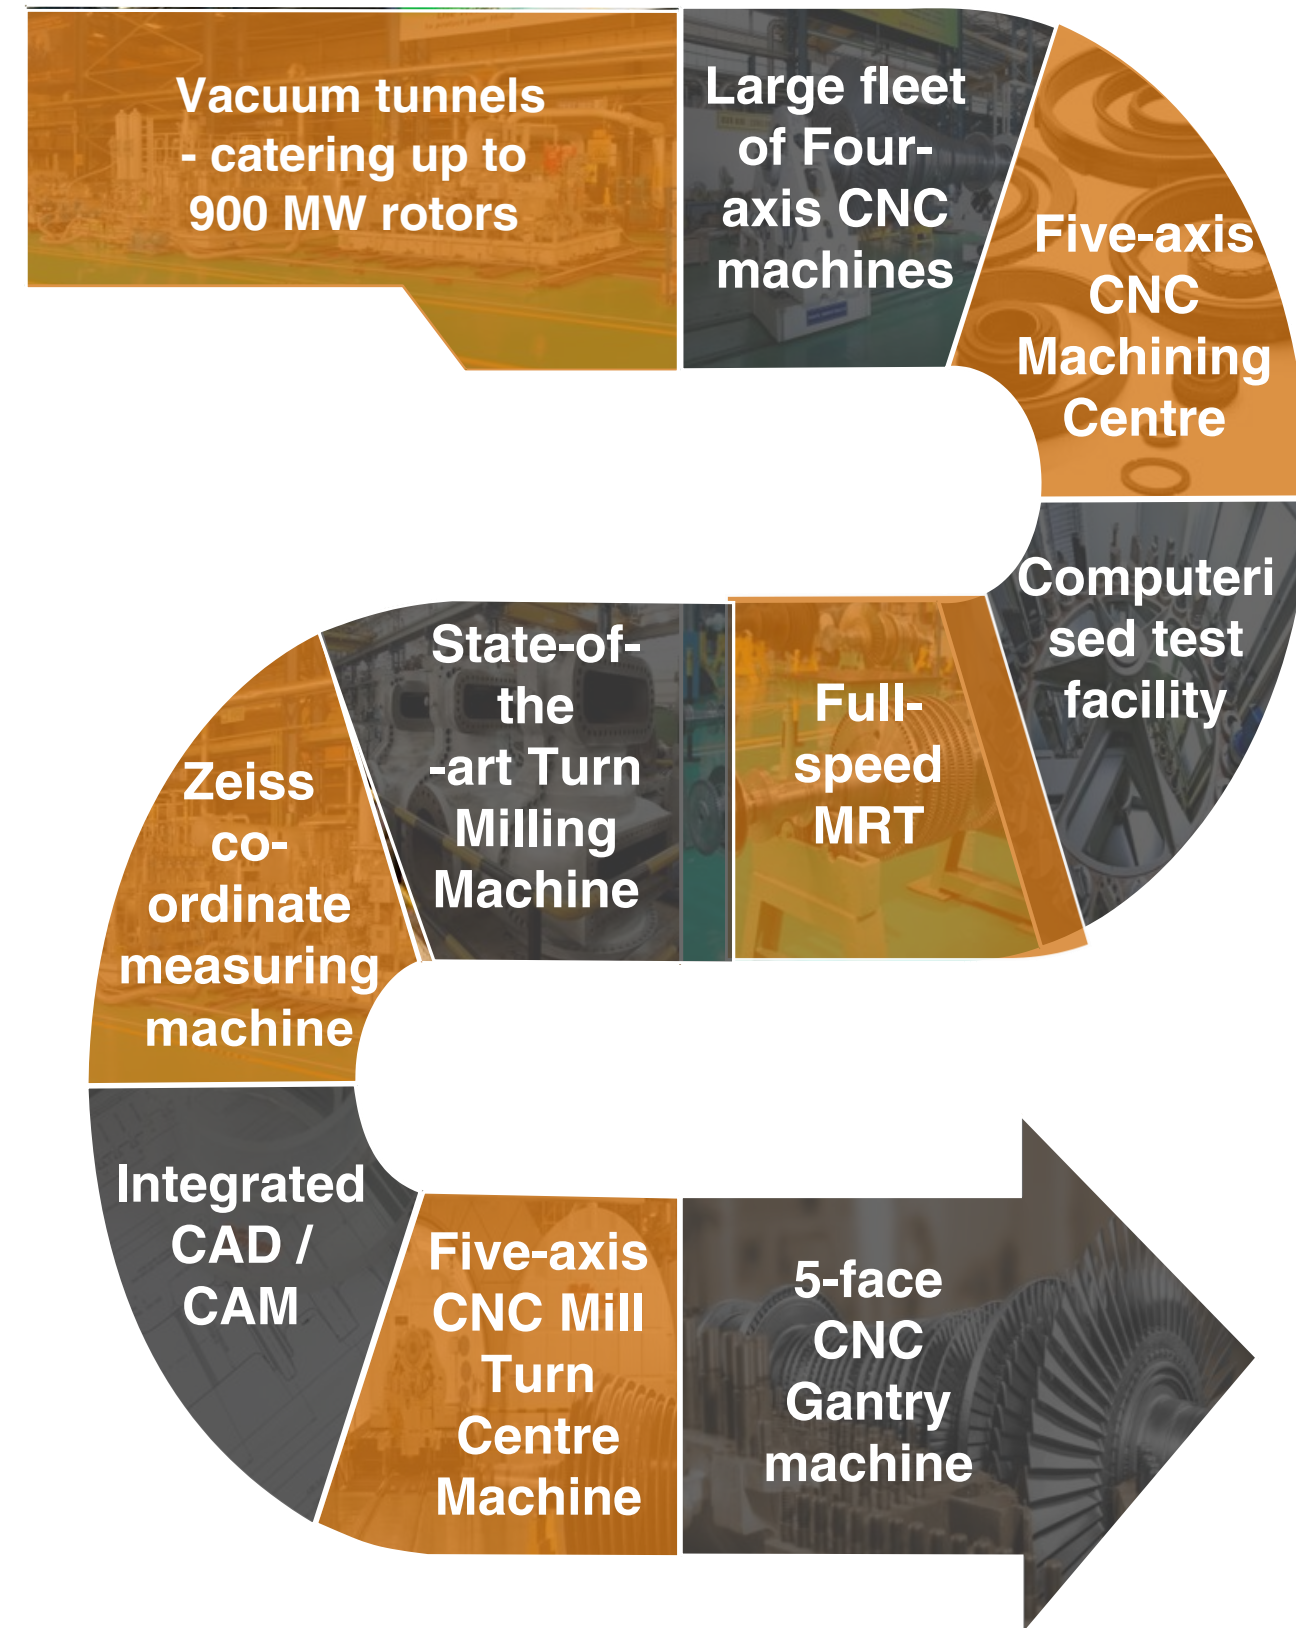 Vacuum tunnels
- catering up to
900 MW rotors
Large fleet
of Four-
axis CNC
machines
Five-axis
CNC
Machining
Centre
Computeri
sed test
facility
Full-
speed
MRT
State-of-
the
-art Turn
Milling
Machine
Zeiss
co-
ordinate
measuring
machine
Integrated
CAD /
CAM
Five-axis
CNC Mill
Turn
Centre
Machine
5-face
CNC
Gantry
machine